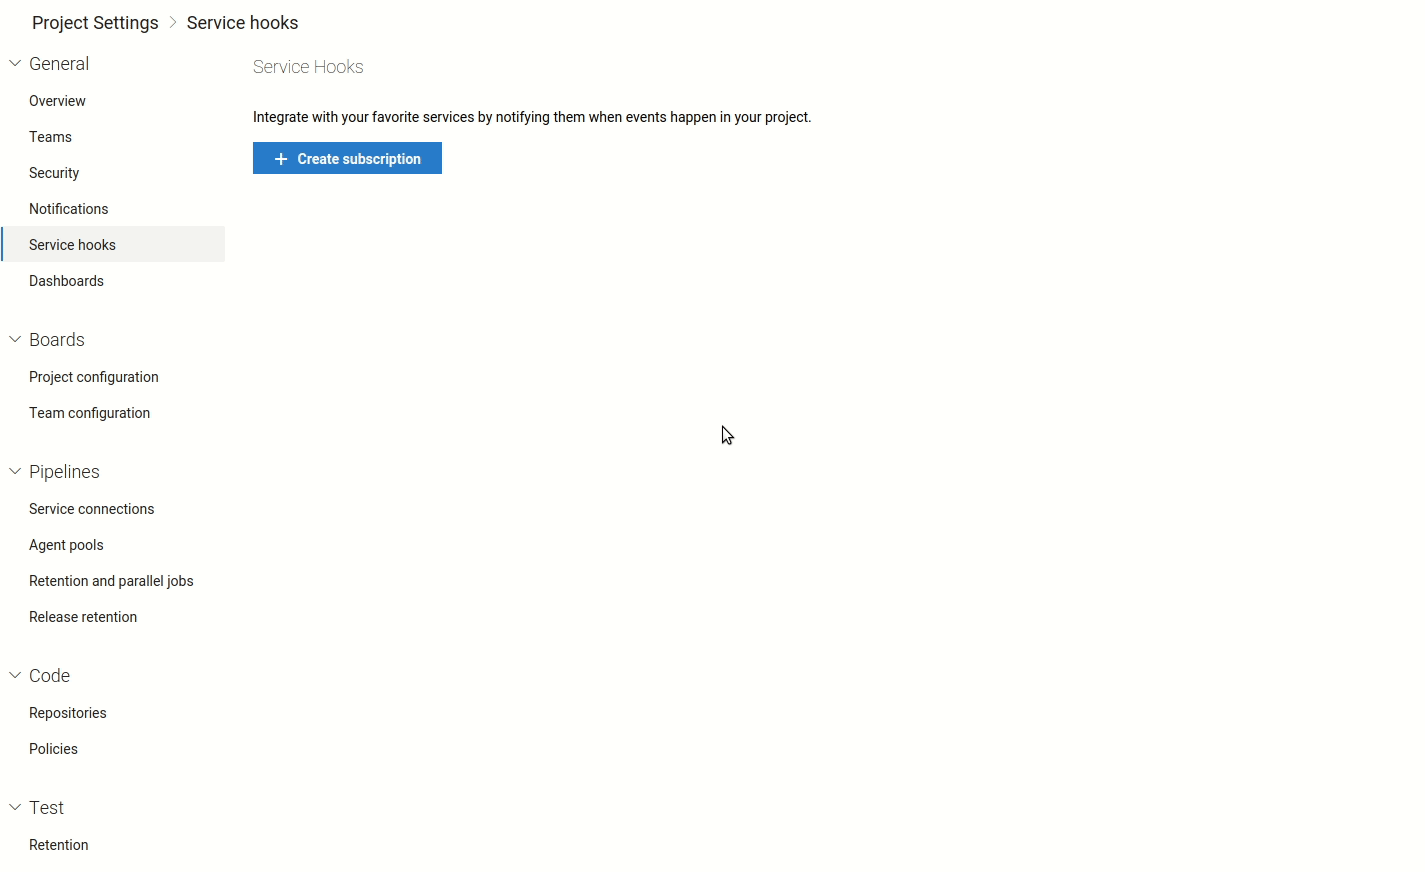 Project Settings > Service hooks
General
Overview
Teams
Security
Notifications
Service hooks
Dashboards
Boards
Project configuration
Team configuration
Pipelines
Service connections
Agent pools
Retention and parallel jobs
Release retention
Code
Repositories
Policies
Test
Retention
Service Hooks
Integrate with your favorite services by notifying them when events happen in your project.
+ Create subscription